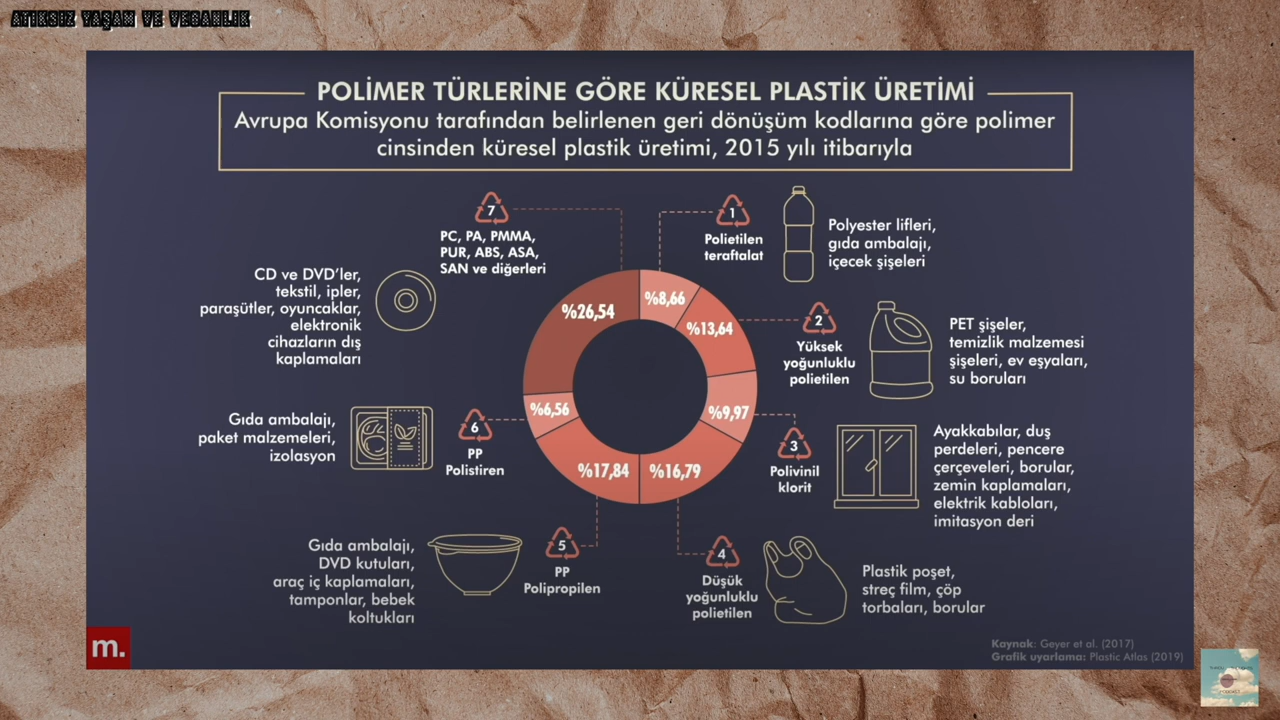 ATIKSIZ YAŞAM VE VEGANLIK
POLİMER TÜRLERİNE GÖRE KÜRESEL PLASTİK ÜRETİMİ
Avrupa Komisyonu tarafından belirlenen geri dönüşüm kodlarına göre polimer
cinsinden küresel plastik üretimi, 2015 yılı itibarıyla
1
Polietilen
teraftalat
Polyester lifleri,
gıda ambalajı,
içecek şişeleri
%8,66
2
Yüksek
yoğunluklu
polietilen
PET şişeler,
temizlik malzemesi
şişeleri, ev eşyaları,
su boruları
%13,64
3
Polivinil
klorit
Ayakkabılar, duş
perdeleri, pencere
çerçeveleri, borular,
zemin kaplamaları,
elektrik kabloları,
imitasyon deri
%9,97
4
Düşük
yoğunluklu
polietilen
Plastik poşet,
streç film, çöp
torbaları, borular
%16,79
5
PP
Polipropilen
Gıda ambalajı,
DVD kutuları,
araç iç kaplamaları,
tamponlar, bebek
koltukları
%17,84
6
PP
Polistiren
Gıda ambalajı,
paket malzemeleri,
izolasyon
%6,56
7
PC, PA, PMMA,
PUR, ABS, ASA,
SAN ve diğerleri
CD ve DVD'ler,
tekstil, ipler,
paraşütler, oyuncaklar,
elektronik
cihazların dış
kaplamaları
%26,54
m.
Kaynak: Geyer et al. (2017)
Grafik uyarlama: Plastic Atlas (2019)